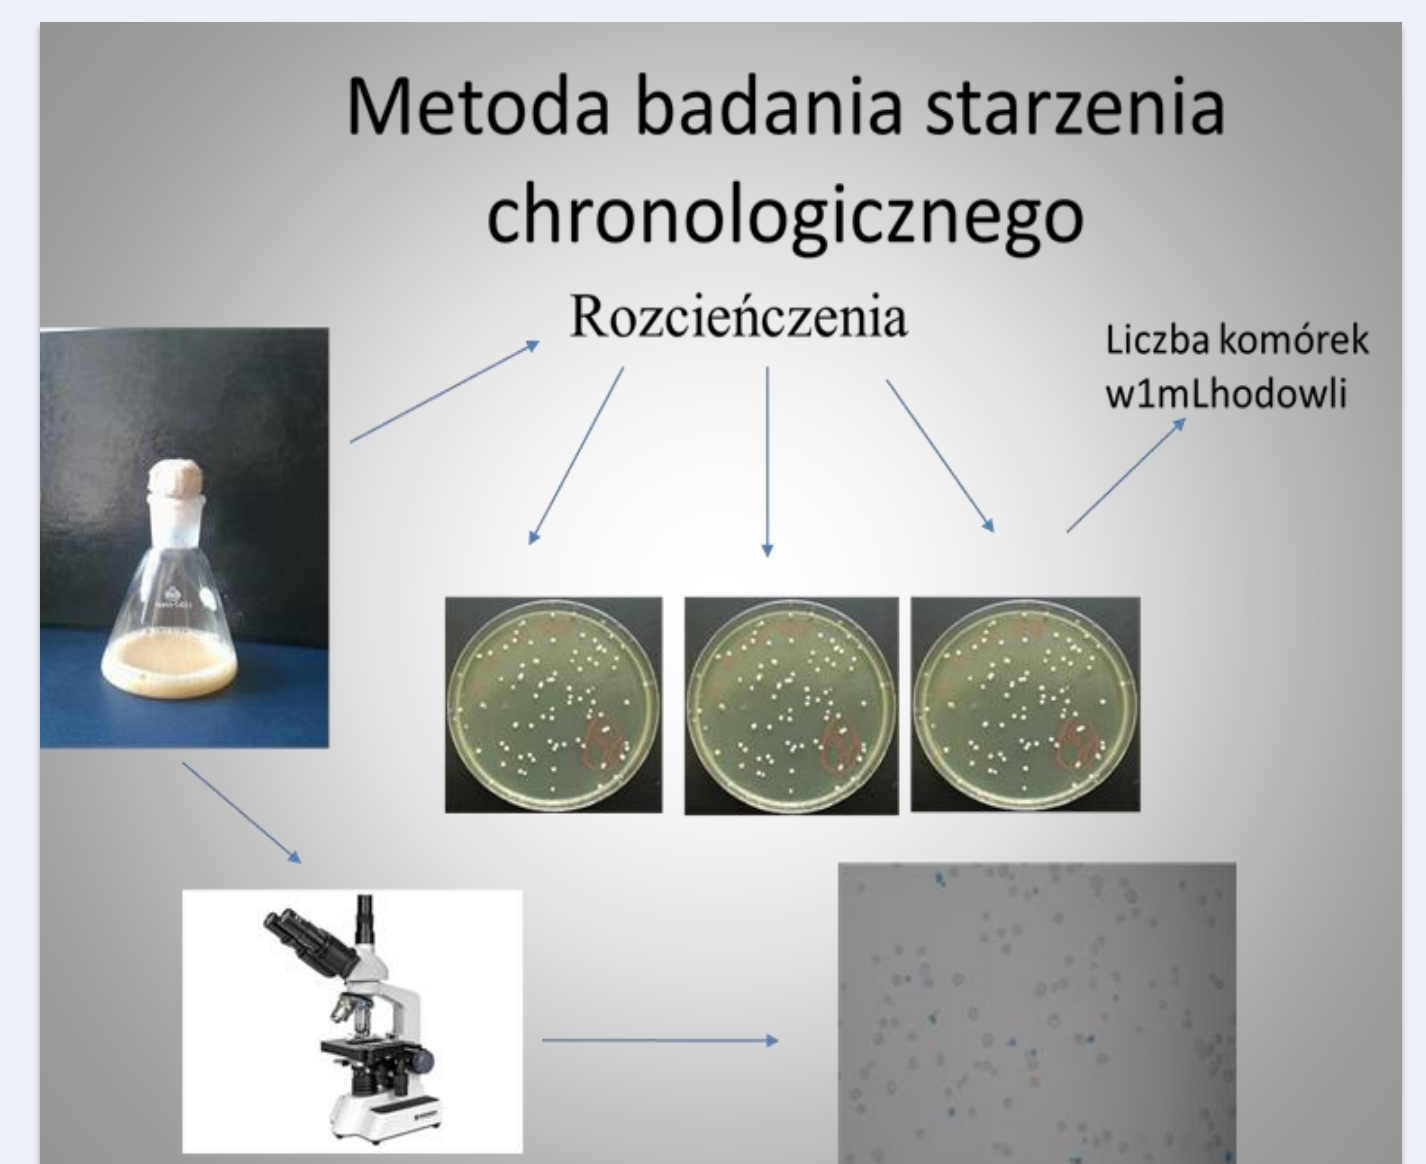 Metoda badania starzenia
chronologicznego
Rozcieńczenia
Liczba komórek
w1mLhodowli